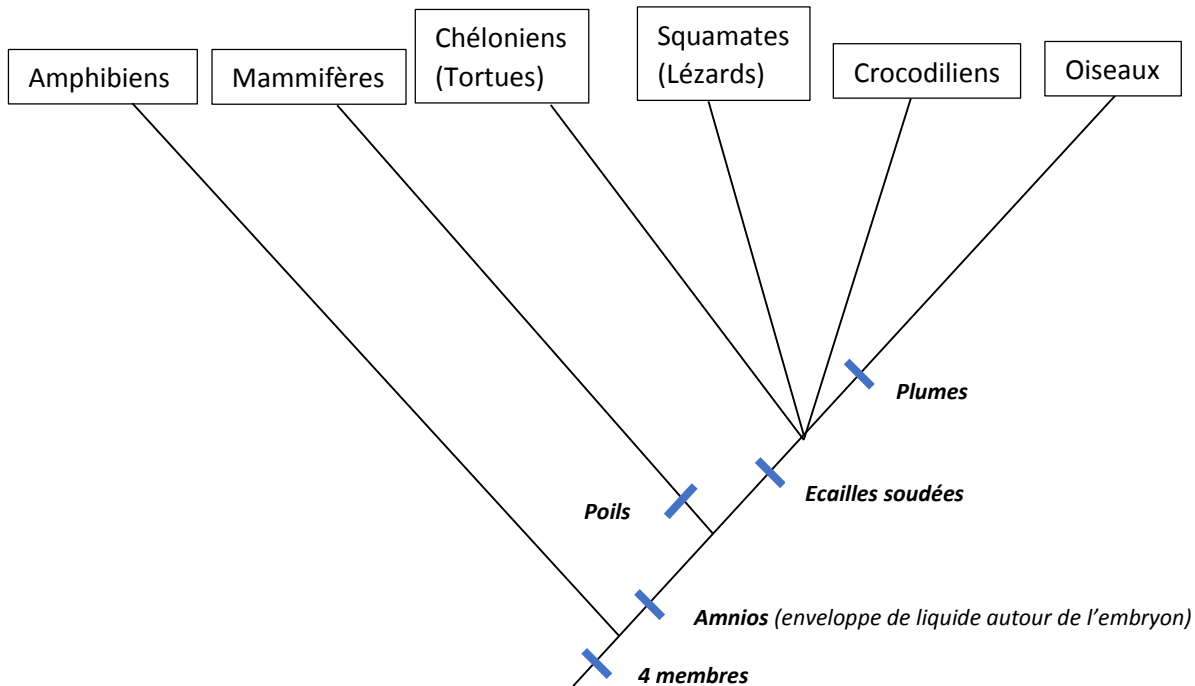 Amphibiens
Mammifères
Chéloniens
(Tortues)
Squamates
(Lézards)
Crocodiliens
Oiseaux
Plumes
Ecailles soudées
Poils
Amnios (enveloppe de liquide autour de l'embryon)
4 membres